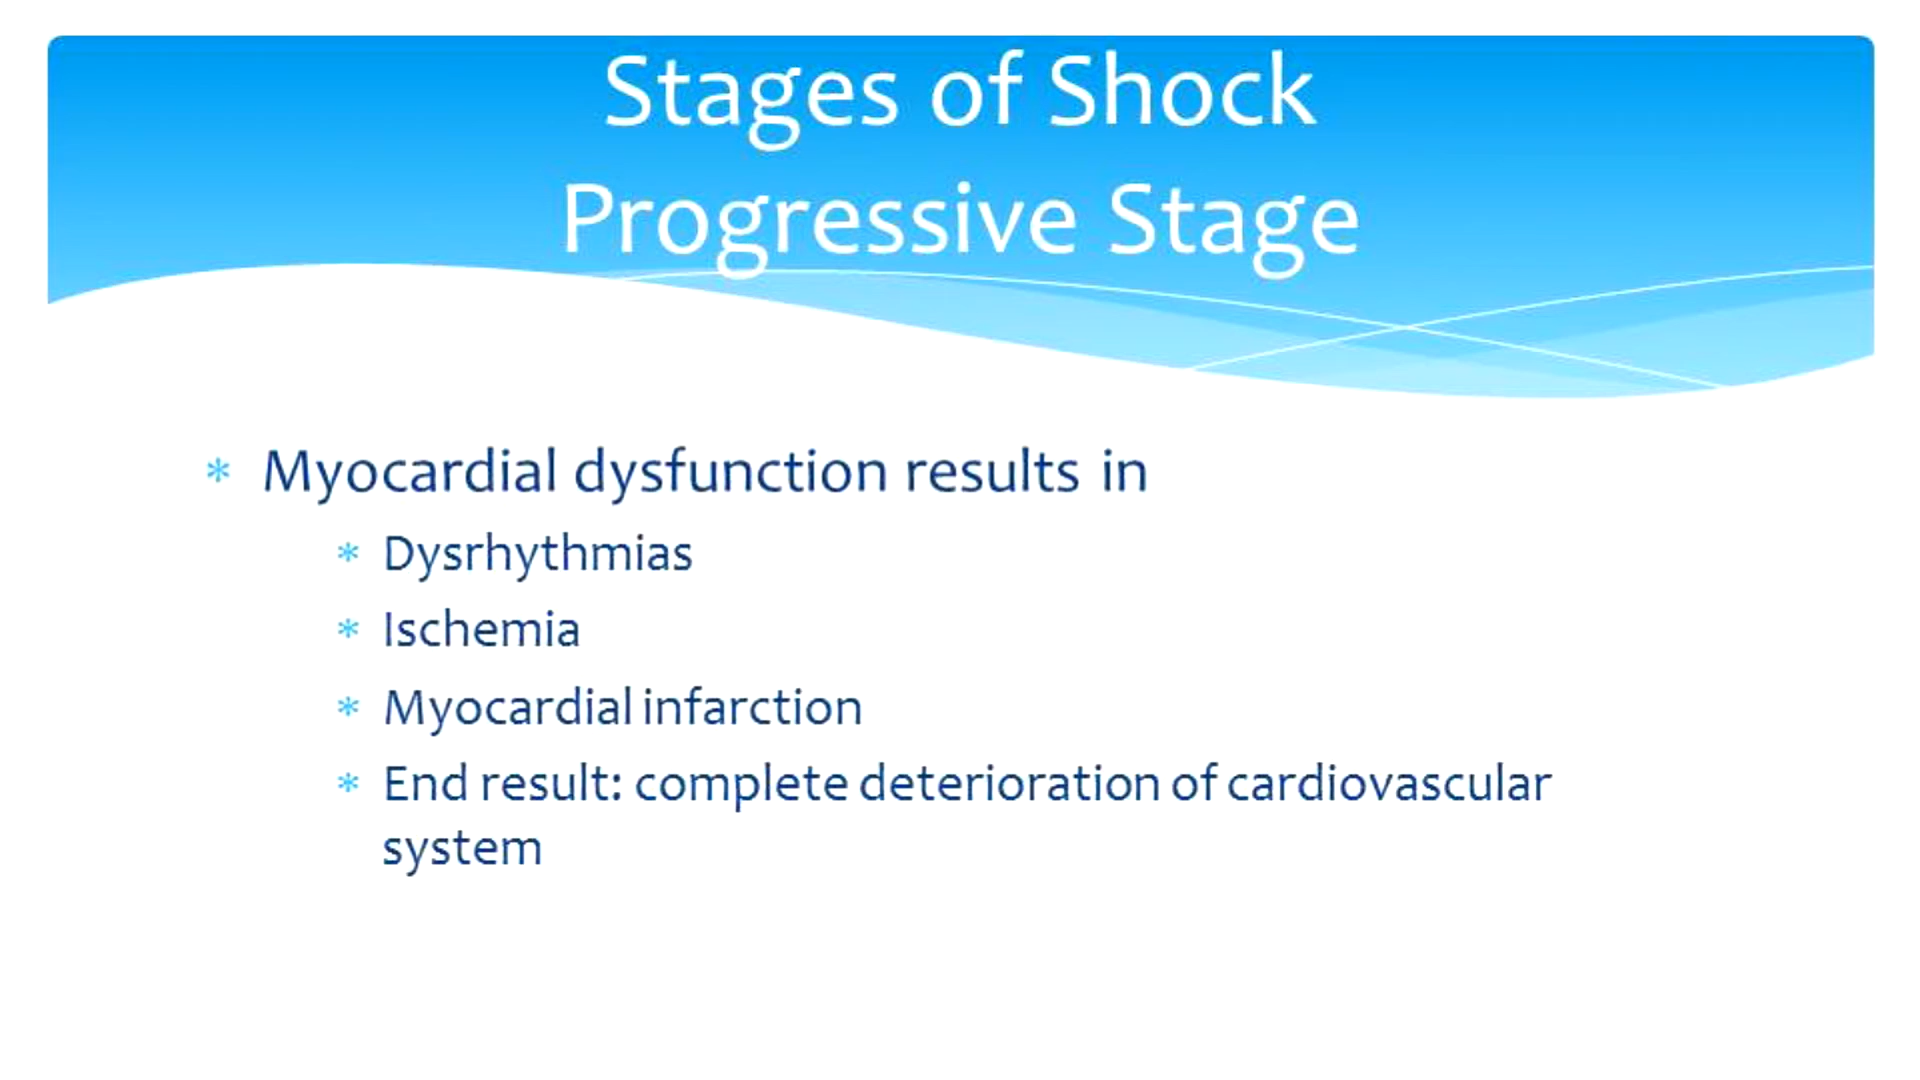 Stages of Shock
Progressive Stage
* Myocardial dysfunction results in
* Dysrhythmias
* Ischemia
* Myocardial infarction
* End result: complete deterioration of cardiovascular
system